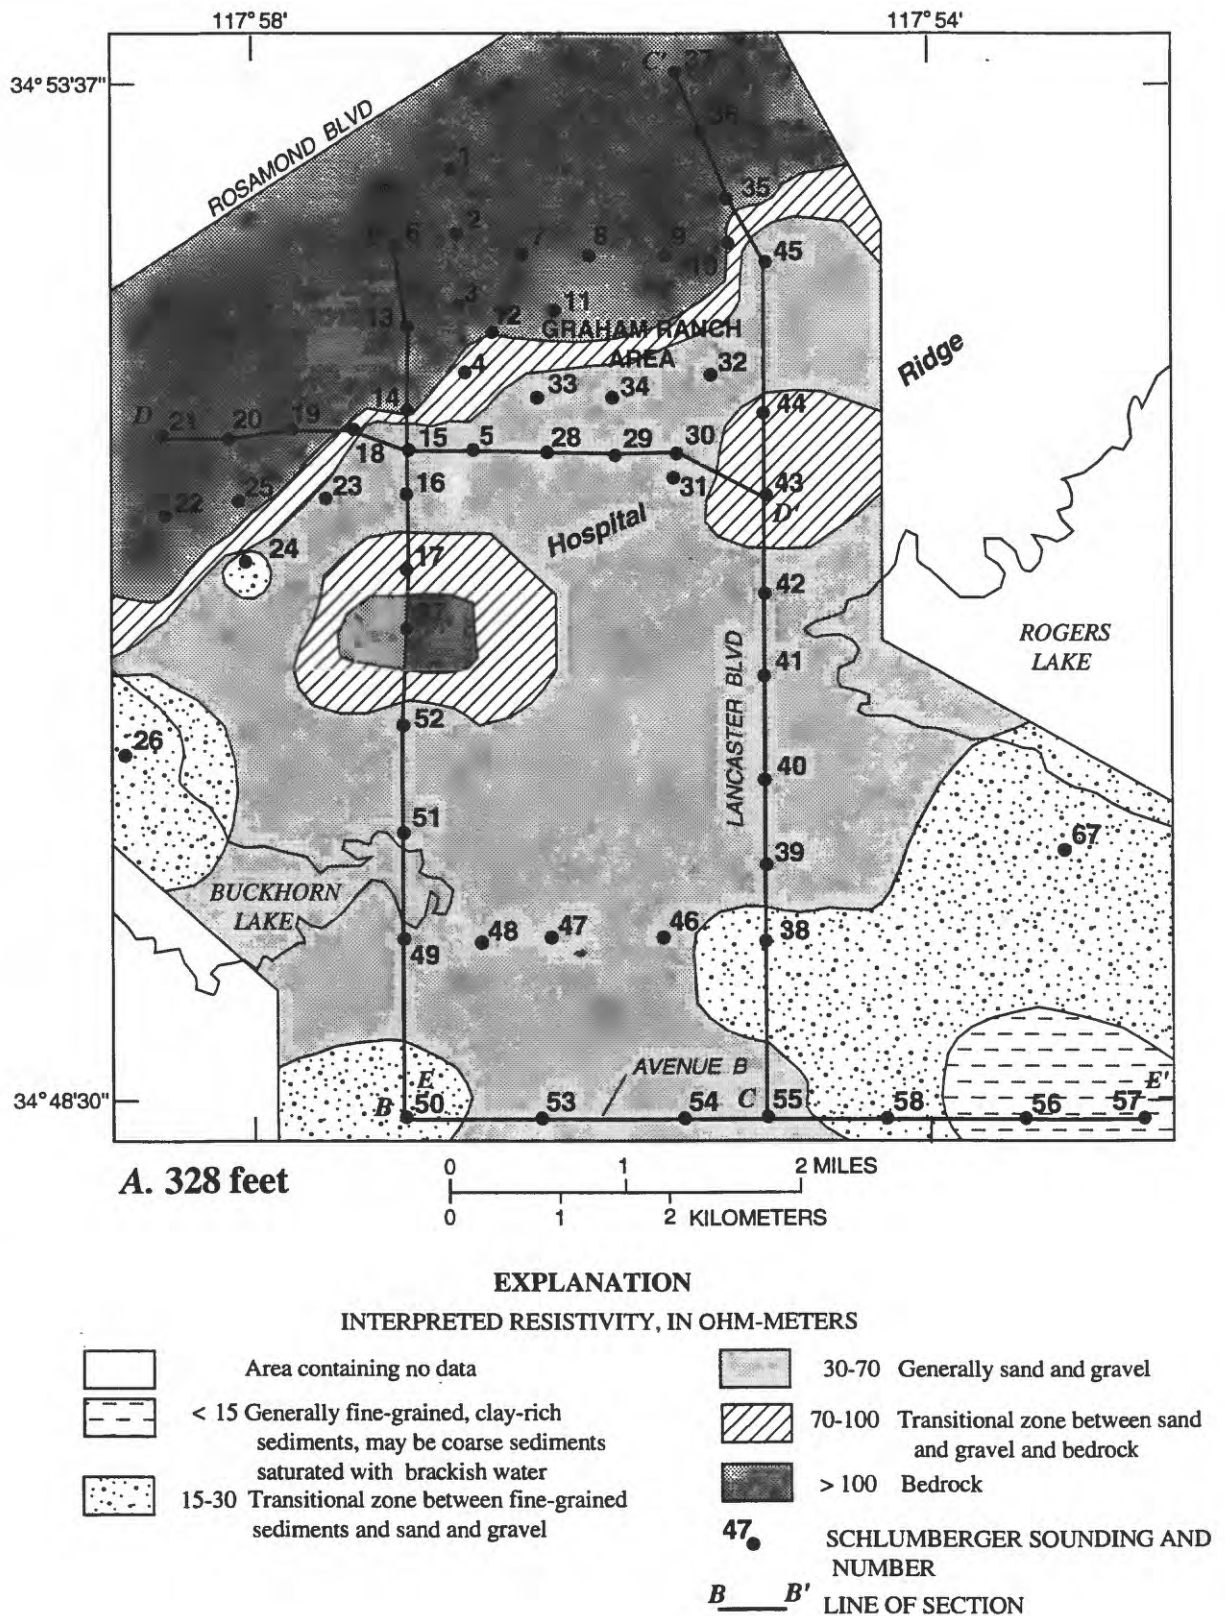 117° 58'
117° 54'
34° 53'37"
C'
37
ROSAMOND BLVD
36
1
35
6
2
7
8
9
10
45
3
11
13
12
GRAHAM RANCH
AREA
32
Ridge
4
33
34
14
44
D
21
20
19
18
15
5
28
29
30
16
31
43
D'
22
25
23
Hospital
24
17
42
27
LANCASTER BLVD
41
ROGERS
LAKE
52
26
40
51
39
67
BUCKHORN
LAKE
48
47
46
38
49
AVENUE B
E
34° 48'30"
B
50
53
54
C
55
58
56
57
E'
A. 328 feet
0 1 2 MILES
0 1 2 KILOMETERS
EXPLANATION
INTERPRETED RESISTIVITY, IN OHM-METERS
Area containing no data
< 15 Generally fine-grained, clay-rich
sediments, may be coarse sediments
saturated with brackish water
15-30 Transitional zone between fine-grained
sediments and sand and gravel
30-70 Generally sand and gravel
70-100 Transitional zone between sand
and gravel and bedrock
> 100 Bedrock
47
SCHLUMBERGER SOUNDING AND
NUMBER
B B' LINE OF SECTION